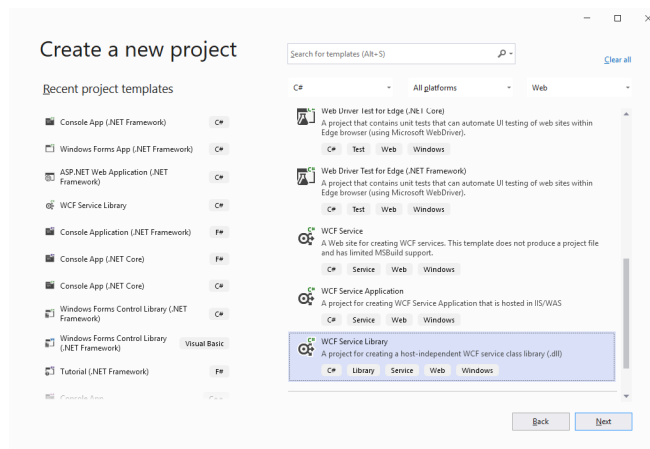 Create a new project
Search for templates (Alt+S)
Clear all
Recent project templates
C#
All platforms
Web
Console App (.NET Framework)
C#
Windows Forms App (.NET Framework)
C#
ASP.NET Web Application (.NET
Framework)
C#
WCF Service Library
C#
Console Application (.NET Framework)
F#
Console App (.NET Core)
F#
Console App (.NET Core)
C#
Windows Forms Control Library (.NET
Framework)
C#
Windows Forms Control Library
(.NET Framework)
Visual Basic
Tutorial (.NET Framework)
F#
Console App
Web Driver Test for Edge (.NET Core)
A project that contains unit tests that can automate UI testing of web sites within
Edge browser (using Microsoft WebDriver).
C# Test Web Windows
Web Driver Test for Edge (.NET Framework)
A project that contains unit tests that can automate UI testing of web sites within
Edge browser (using Microsoft WebDriver).
C# Test Web Windows
WCF Service
A Web site for creating WCF services. This template does not produce a project file
and has limited MSBuild support.
C# Service Web Windows
WCF Service Application
A project for creating WCF Service Application that is hosted in IIS/WAS
C# Service Web Windows
WCF Service Library
A project for creating a host-independent WCF service class library (.dll)
C# Library Service Web Windows
Back
Next